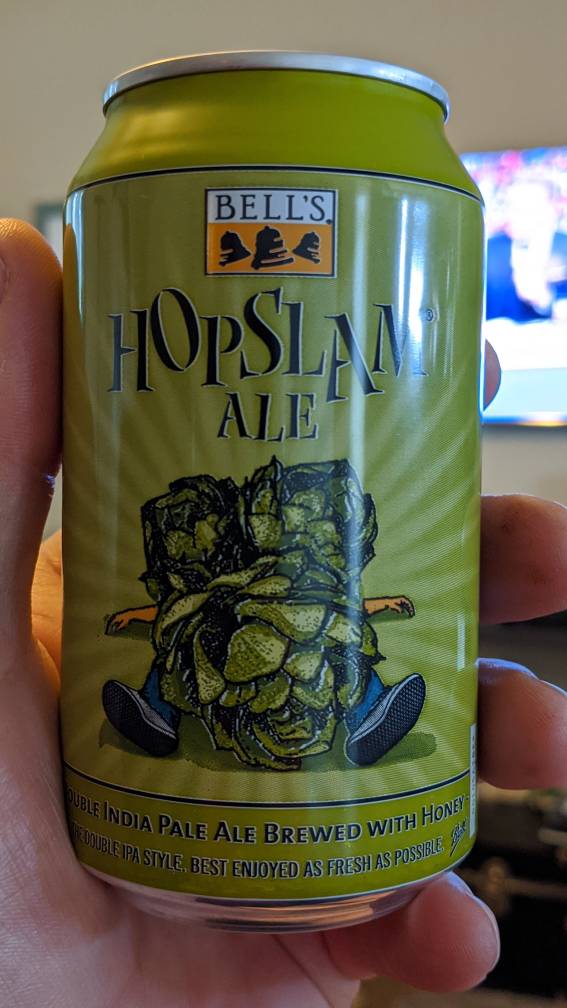 BELL'S
HOPSLAM®
ALE
DOUBLE INDIA PALE ALE BREWED WITH HONEY
THE DOUBLE IPA STYLE. BEST ENJOYED AS FRESH AS POSSIBLE.